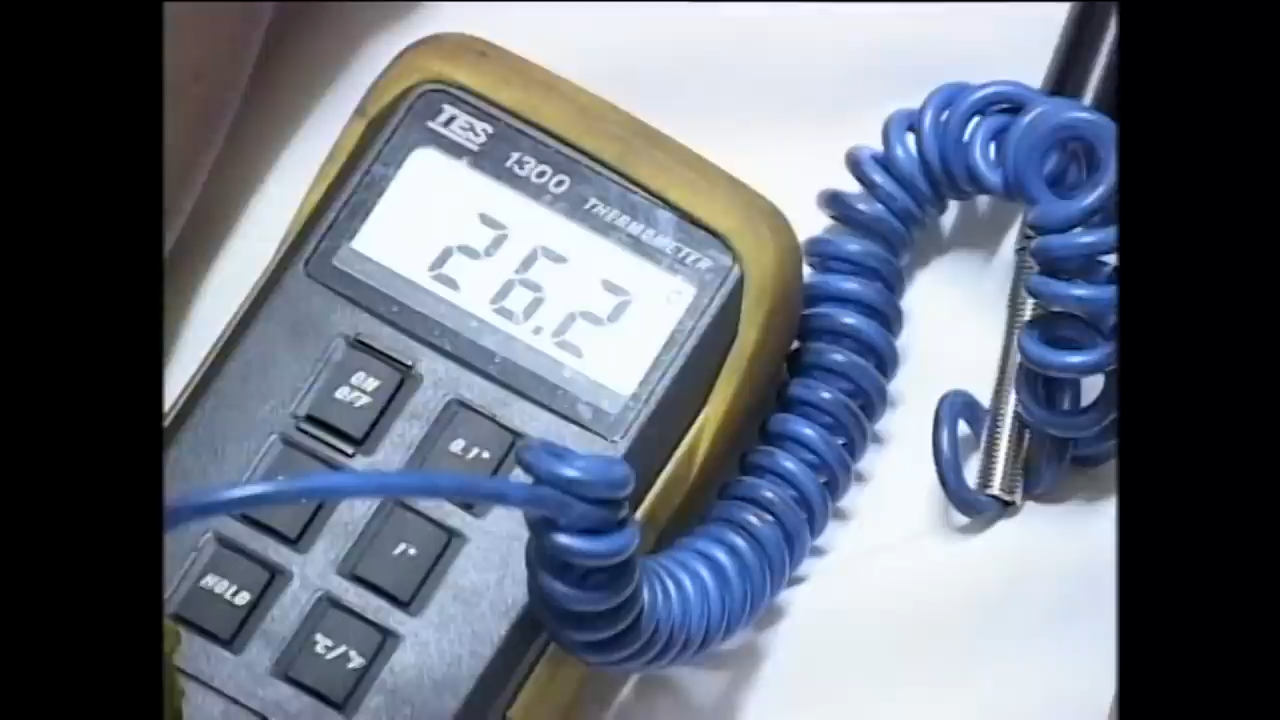 TES
1300
THERMOMETER
26.2
ON
OFF
0.1°
1°
HOLD
°C/°F